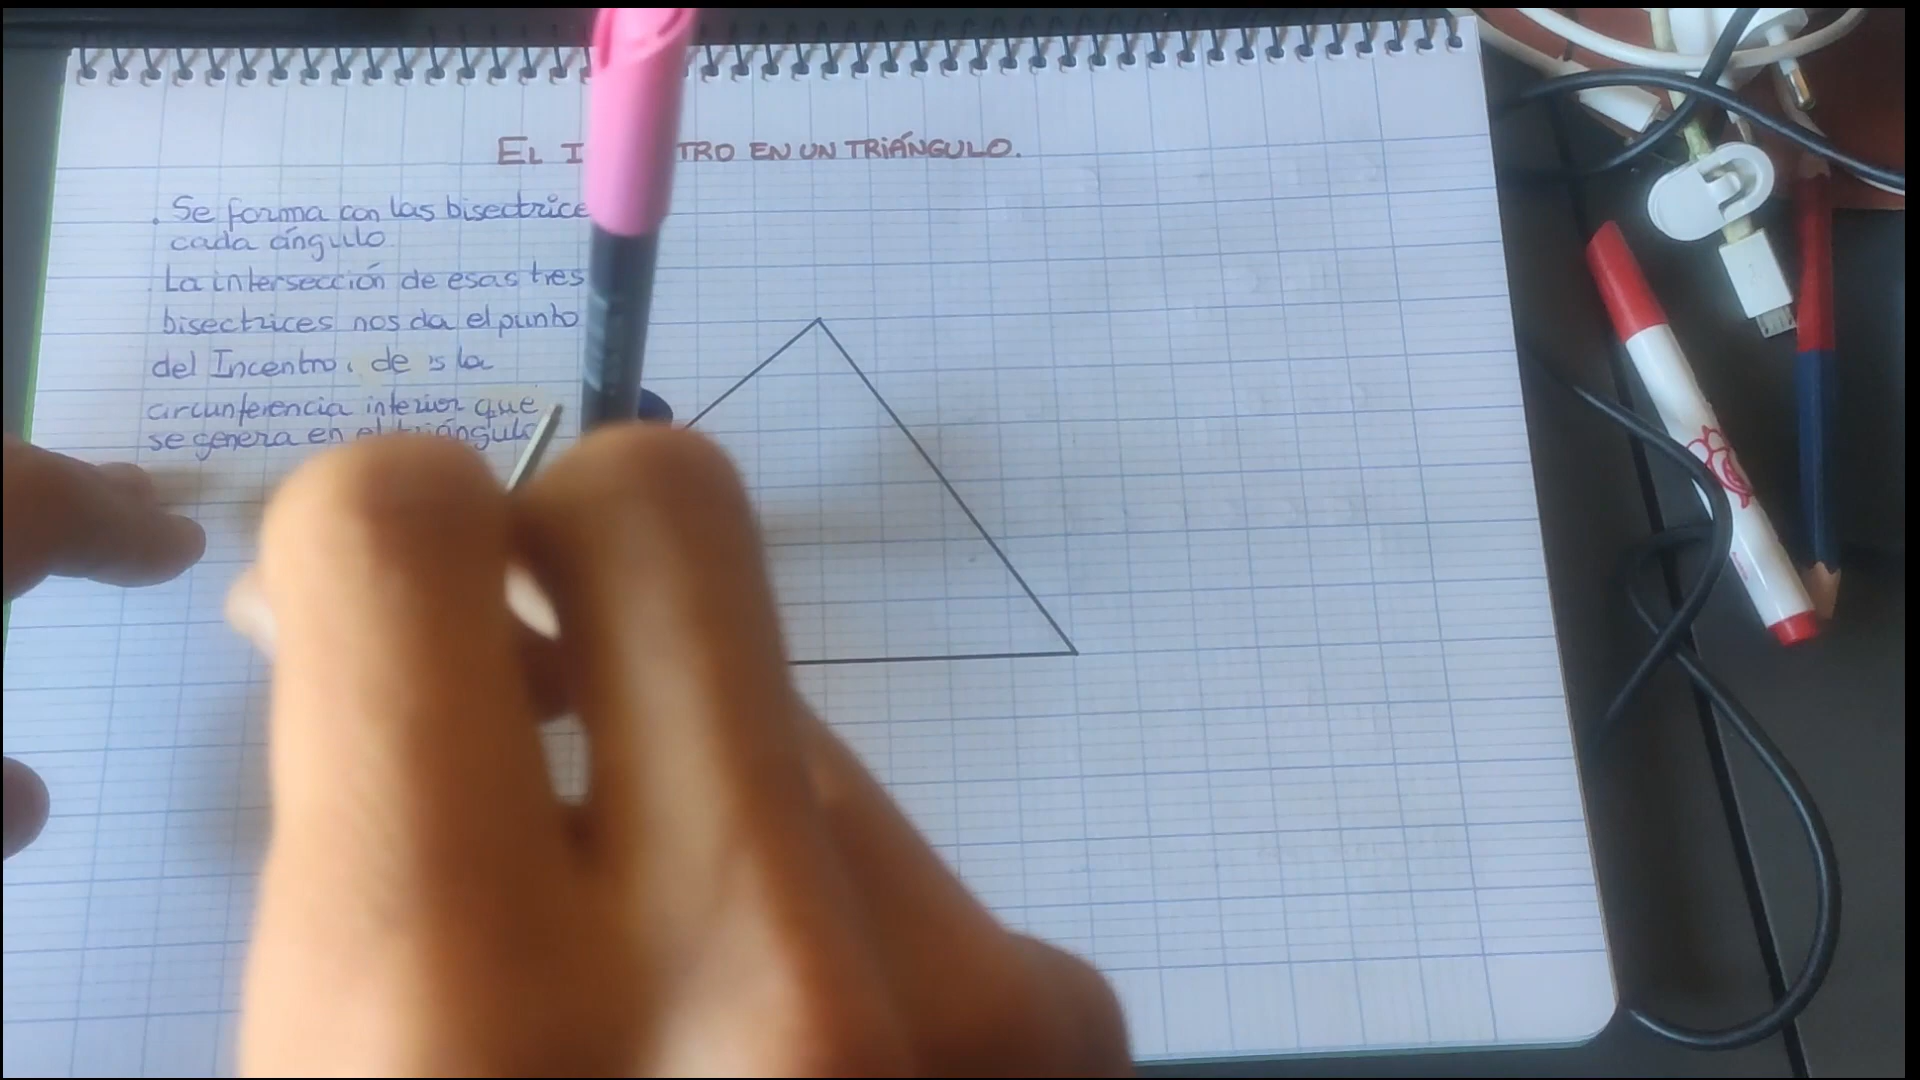 EL I TRO EN UN TRIÁNGULO.
. Se forma con las bisectrice
cada ángulo
La intersección de esas tres
bisectrices nos da el punto
del Incentro, de la
circunferencia interior que
se genera en el triángulo